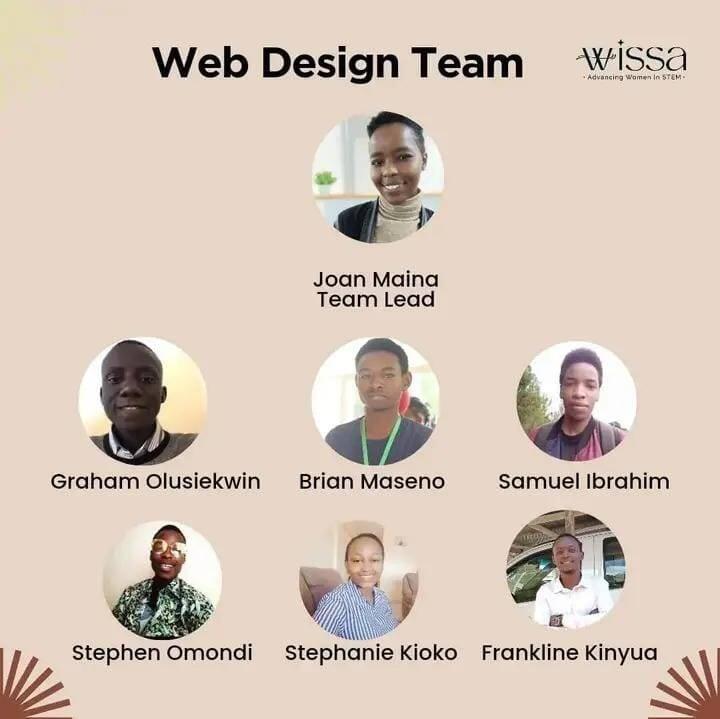 Web Design Team
wissa
· Advancing Women In STEM ·
Joan Maina
Team Lead
Graham Olusiekwin
Brian Maseno
Samuel Ibrahim
Stephen Omondi
Stephanie Kioko
Frankline Kinyua